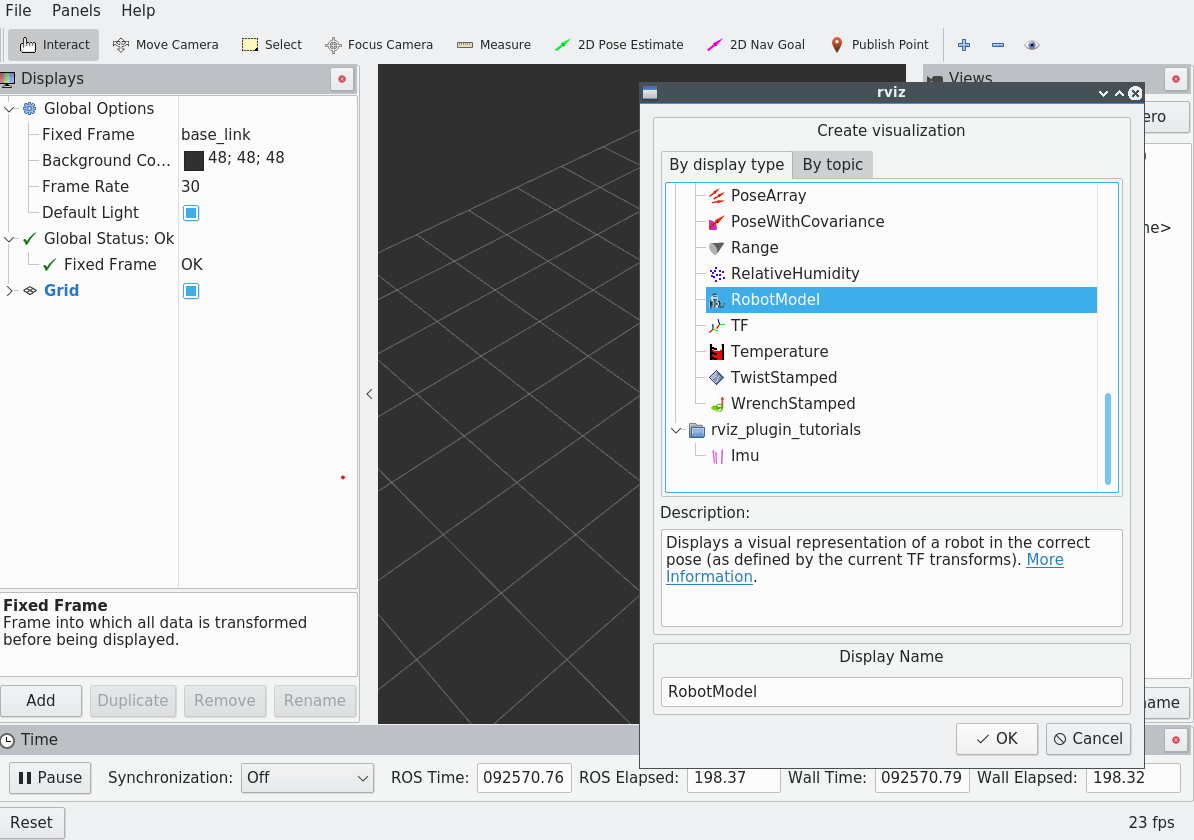 File Panels Help
Interact Move Camera Select Focus Camera Measure 2D Pose Estimate 2D Nav Goal Publish Point
Displays
Global Options
Fixed Frame base_link
Background Co... 48; 48; 48
Frame Rate 30
Default Light
Global Status: Ok
Fixed Frame OK
Grid
Fixed Frame
Frame into which all data is transformed
before being displayed.
Add Duplicate Remove Rename
Views
ero
ne>
ame
rviz
Create visualization
By display type By topic
PoseArray
PoseWithCovariance
Range
RelativeHumidity
RobotModel
TF
Temperature
TwistStamped
WrenchStamped
rviz_plugin_tutorials
Imu
Description:
Displays a visual representation of a robot in the correct
pose (as defined by the current TF transforms). More
Information.
Display Name
RobotModel
OK Cancel
Time
Pause Synchronization: Off ROS Time: 092570.76 ROS Elapsed: 198.37 Wall Time: 092570.79 Wall Elapsed: 198.32
Reset 23 fps